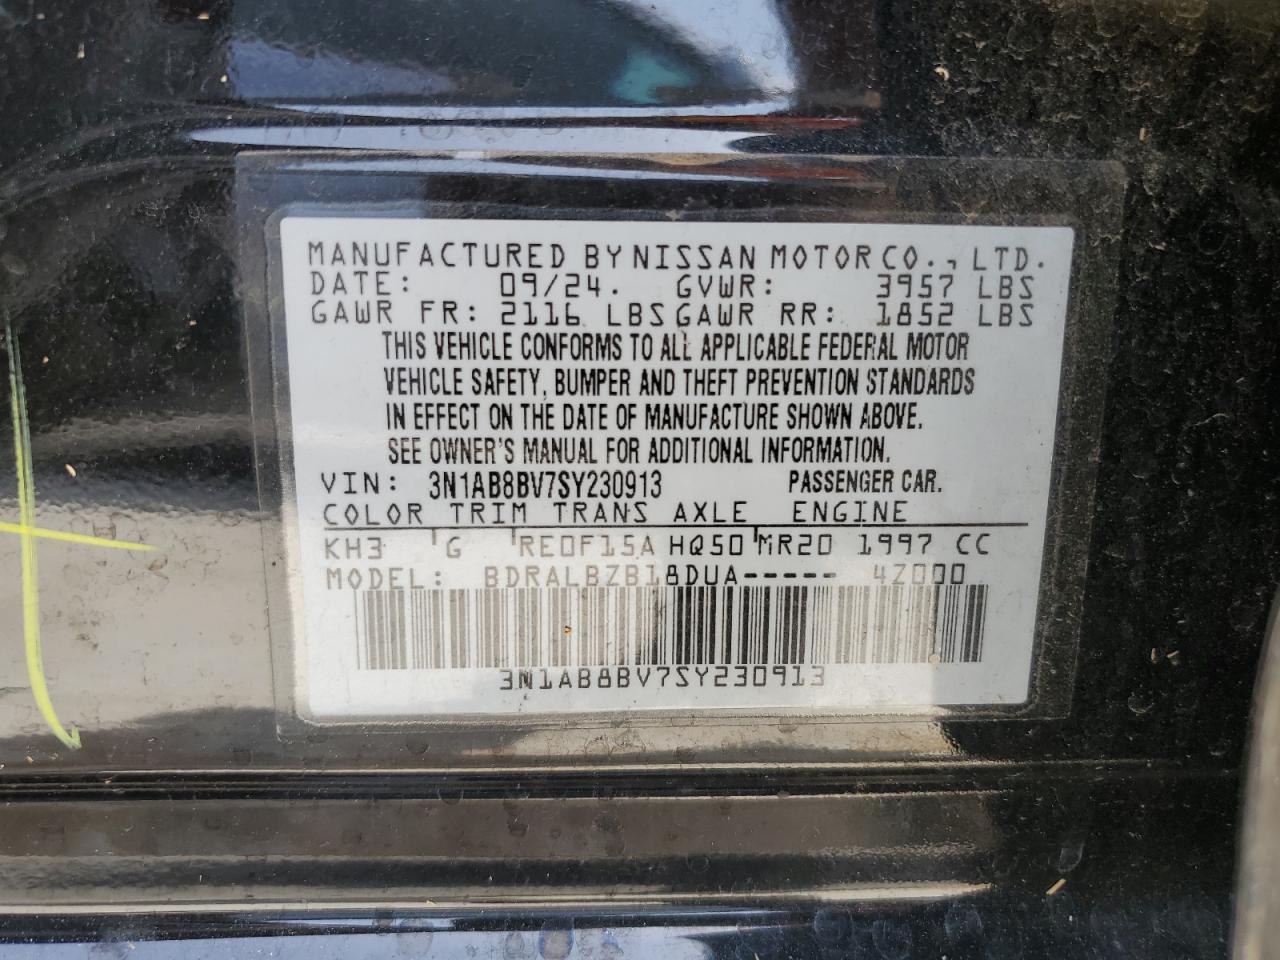 MANUFACTURED BY NISSAN MOTOR CO., LTD.
DATE: 09/24. GVWR: 3957 LBS
GAWR FR: 2116 LBS GAWR RR: 1852 LBS
THIS VEHICLE CONFORMS TO ALL APPLICABLE FEDERAL MOTOR
VEHICLE SAFETY, BUMPER AND THEFT PREVENTION STANDARDS
IN EFFECT ON THE DATE OF MANUFACTURE SHOWN ABOVE.
SEE OWNER'S MANUAL FOR ADDITIONAL INFORMATION.
VIN: 3N1AB8BV7SY230913 PASSENGER CAR.
COLOR TRIM TRANS AXLE ENGINE
KH3 G RE0F15A HQ50 MR20 1997 CC
MODEL: BDRALBZB18DUA----- 4Z000
3N1AB8BV7SY230913